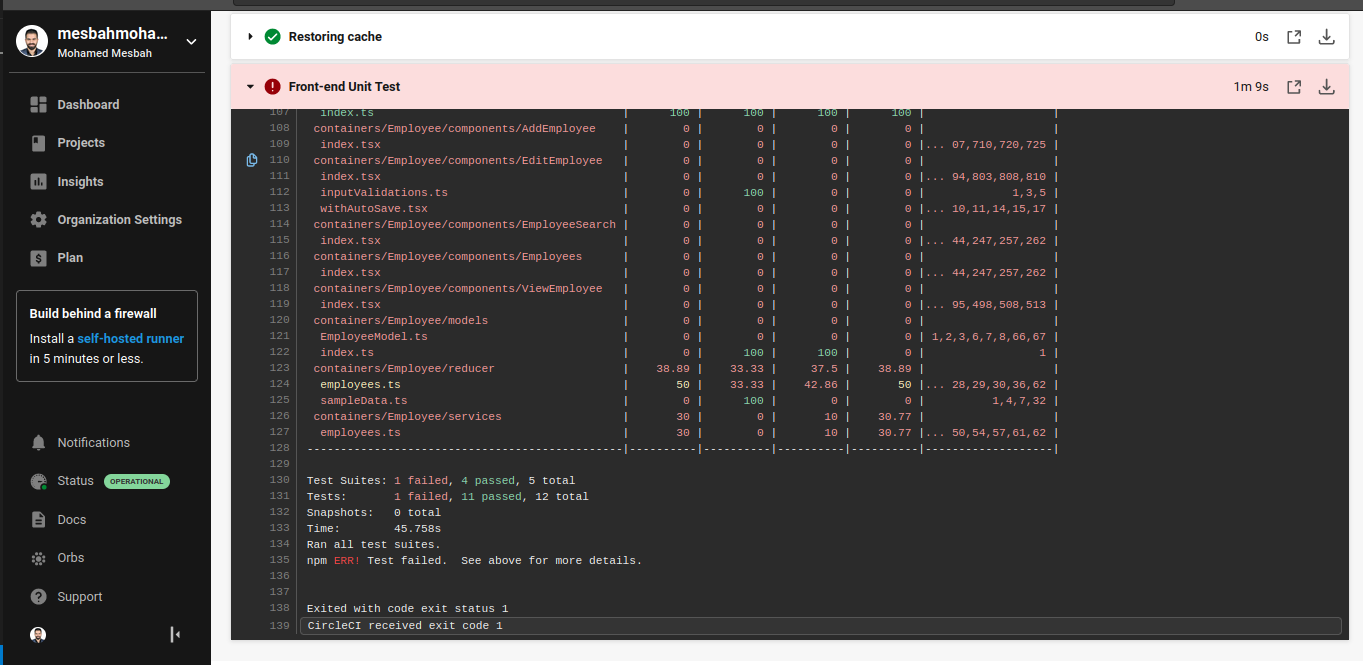 mesbahmoha...
Mohamed Mesbah
Dashboard
Projects
Insights
Organization Settings
Plan
Build behind a firewall
Install a self-hosted runner
in 5 minutes or less.
Notifications
Status OPERATIONAL
Docs
Orbs
Support
Restoring cache 0s
Front-end Unit Test 1m 9s
107 index.ts | 100 | 100 | 100 | 100 | |
108 containers/Employee/components/AddEmployee | 0 | 0 | 0 | 0 | |
109 index.tsx | 0 | 0 | 0 | 0 |... 07,710,720,725 |
110 containers/Employee/components/EditEmployee | 0 | 0 | 0 | 0 | |
111 index.tsx | 0 | 0 | 0 | 0 |... 94,803,808,810 |
112 inputValidations.ts | 0 | 100 | 0 | 0 | 1,3,5 |
113 withAutoSave.tsx | 0 | 0 | 0 | 0 |... 10,11,14,15,17 |
114 containers/Employee/components/EmployeeSearch | 0 | 0 | 0 | 0 | |
115 index.tsx | 0 | 0 | 0 | 0 |... 44,247,257,262 |
116 containers/Employee/components/Employees | 0 | 0 | 0 | 0 | |
117 index.tsx | 0 | 0 | 0 | 0 |... 44,247,257,262 |
118 containers/Employee/components/ViewEmployee | 0 | 0 | 0 | 0 | |
119 index.tsx | 0 | 0 | 0 | 0 |... 95,498,508,513 |
120 containers/Employee/models | 0 | 0 | 0 | 0 | |
121 EmployeeModel.ts | 0 | 0 | 0 | 0 | 1,2,3,6,7,8,66,67 |
122 index.ts | 0 | 100 | 100 | 0 | 1 |
123 containers/Employee/reducer | 38.89 | 33.33 | 37.5 | 38.89 | |
124 employees.ts | 50 | 33.33 | 42.86 | 50 |... 28,29,30,36,62 |
125 sampleData.ts | 0 | 100 | 0 | 0 | 1,4,7,32 |
126 containers/Employee/services | 30 | 0 | 10 | 30.77 | |
127 employees.ts | 30 | 0 | 10 | 30.77 |... 50,54,57,61,62 |
128 -----------------------------------------------|----------|----------|----------|----------|-------------------|
129
130 Test Suites: 1 failed, 4 passed, 5 total
131 Tests: 1 failed, 11 passed, 12 total
132 Snapshots: 0 total
133 Time: 45.758s
134 Ran all test suites.
135 npm ERR! Test failed. See above for more details.
136
137
138 Exited with code exit status 1
139 CircleCI received exit code 1